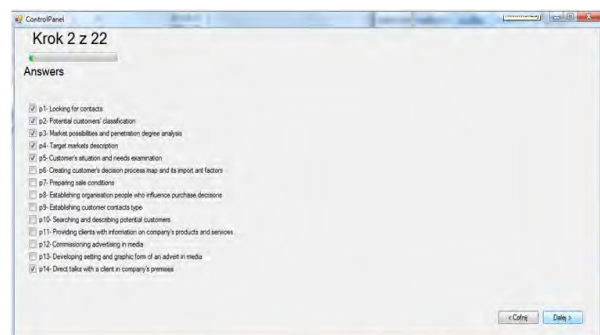 ControlPanel
Krok 2 z 22
Answers
p1- Looking for contacts
p2- Potential customers' classification
p3- Market possibilities and penetration degree analysis
p4- Target markets description
p5- Customer's situation and needs examination
p6- Creating customer's decision process map and its import ant factors
p7- Preparing sale conditions
p8- Establishing organisation people who influence purchase decisions
p9- Establishing customer contacts type
p10- Searching and describing potential customers
p11- Providing clients with information on company's products and services
p12- Commissioning advertising in media
p13- Developing setting and graphic form of an advert in media
p14- Direct talks with a client in company's premises
< Cofnij
Dalej >